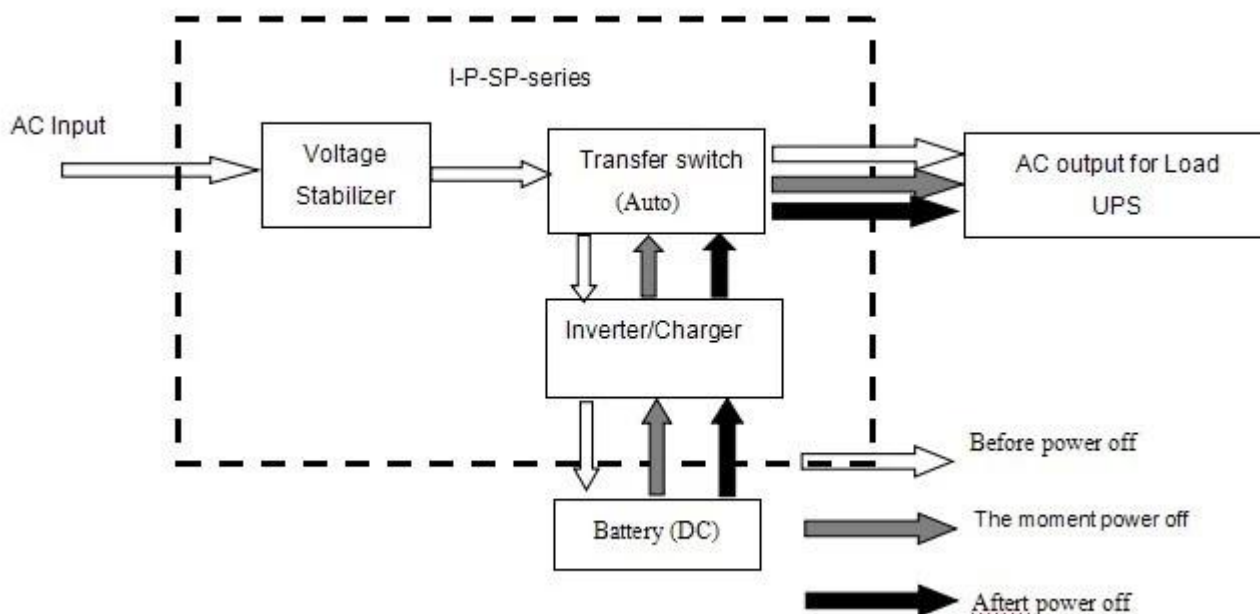 I-P-SP-series
AC Input
Voltage
Stabilizer
Transfer switch
(Auto)
AC output for Load
UPS
Inverter/Charger
Battery (DC)
Before power off
The moment power off
Aftert power off